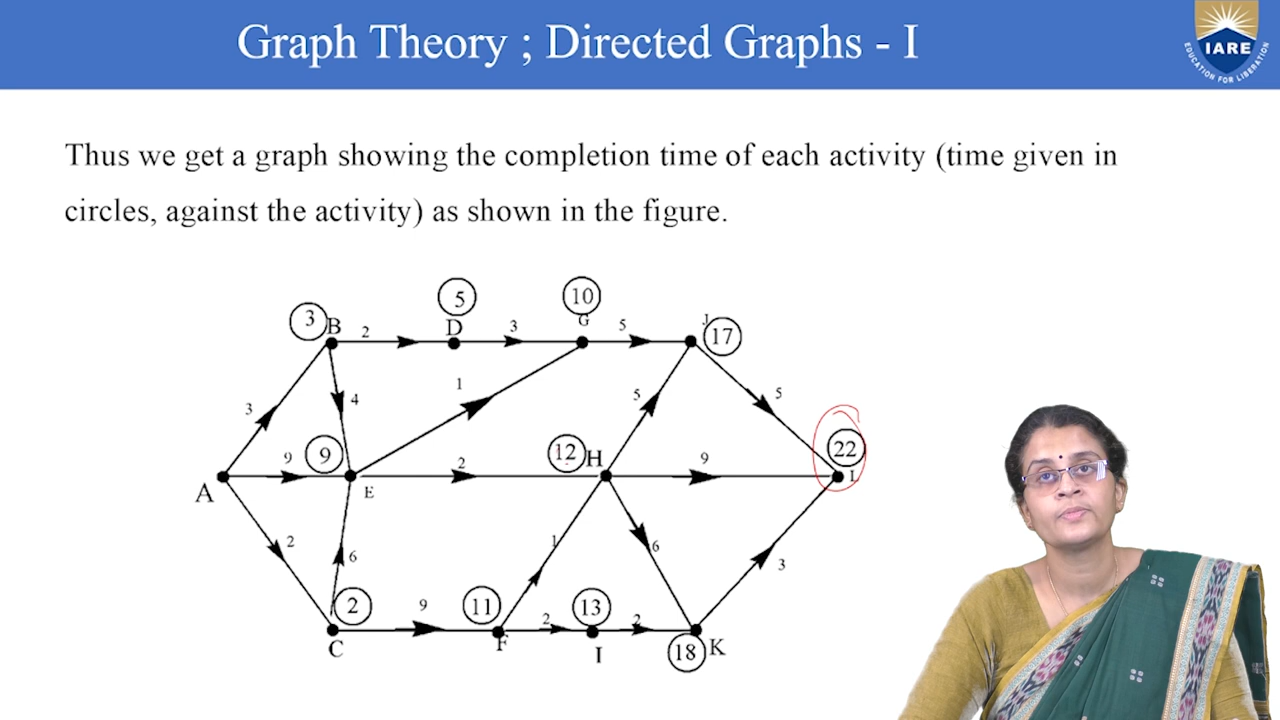 Graph Theory ; Directed Graphs - I
IARE
EDUCATION FOR LIBERATION
Thus we get a graph showing the completion time of each activity (time given in
circles, against the activity) as shown in the figure.
5 10
3 B 2 D 3 G 5 J 17
1
3 4 5 5
9 9 2 12 H 9 22
A E L
2 6 1 6 3
2 9 11 2 13 2
C F I 18 K